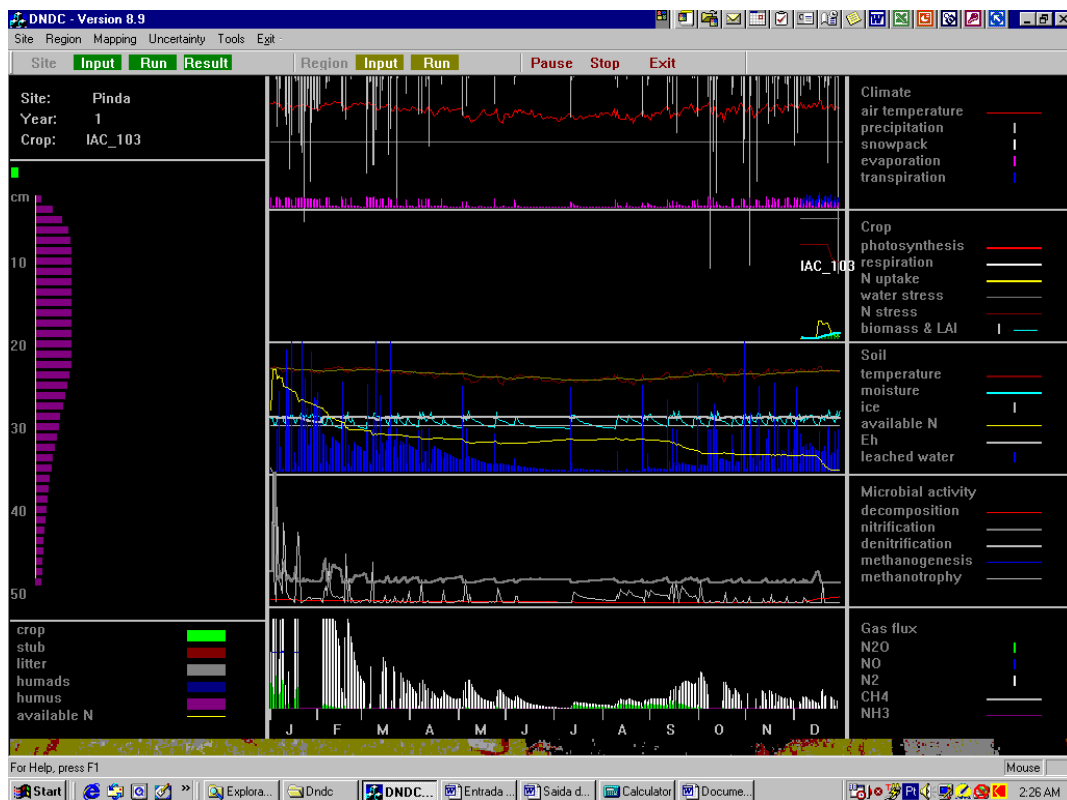 DNDC - Version 8.9
Site Region Mapping Uncertainty Tools Exit
Site Input Run Result Region Input Run Pause Stop Exit
Site: Pinda
Year: 1
Crop: IAC_103
cm
10
20
30
40
50
crop
stub
litter
humads
humus
available N
IAC_103
J F M A M J J A S O N D
Climate
air temperature
precipitation
snowpack
evaporation
transpiration
Crop
photosynthesis
respiration
N uptake
water stress
N stress
biomass & LAI
Soil
temperature
moisture
ice
available N
Eh
leached water
Microbial activity
decomposition
nitrification
denitrification
methanogenesis
methanotrophy
Gas flux
N2O
NO
N2
CH4
NH3
For Help, press F1 Mouse
Start » Explora... Dndc DNDC... Entrada ... Saida d... Calculator Docume... Pt 2:26 AM